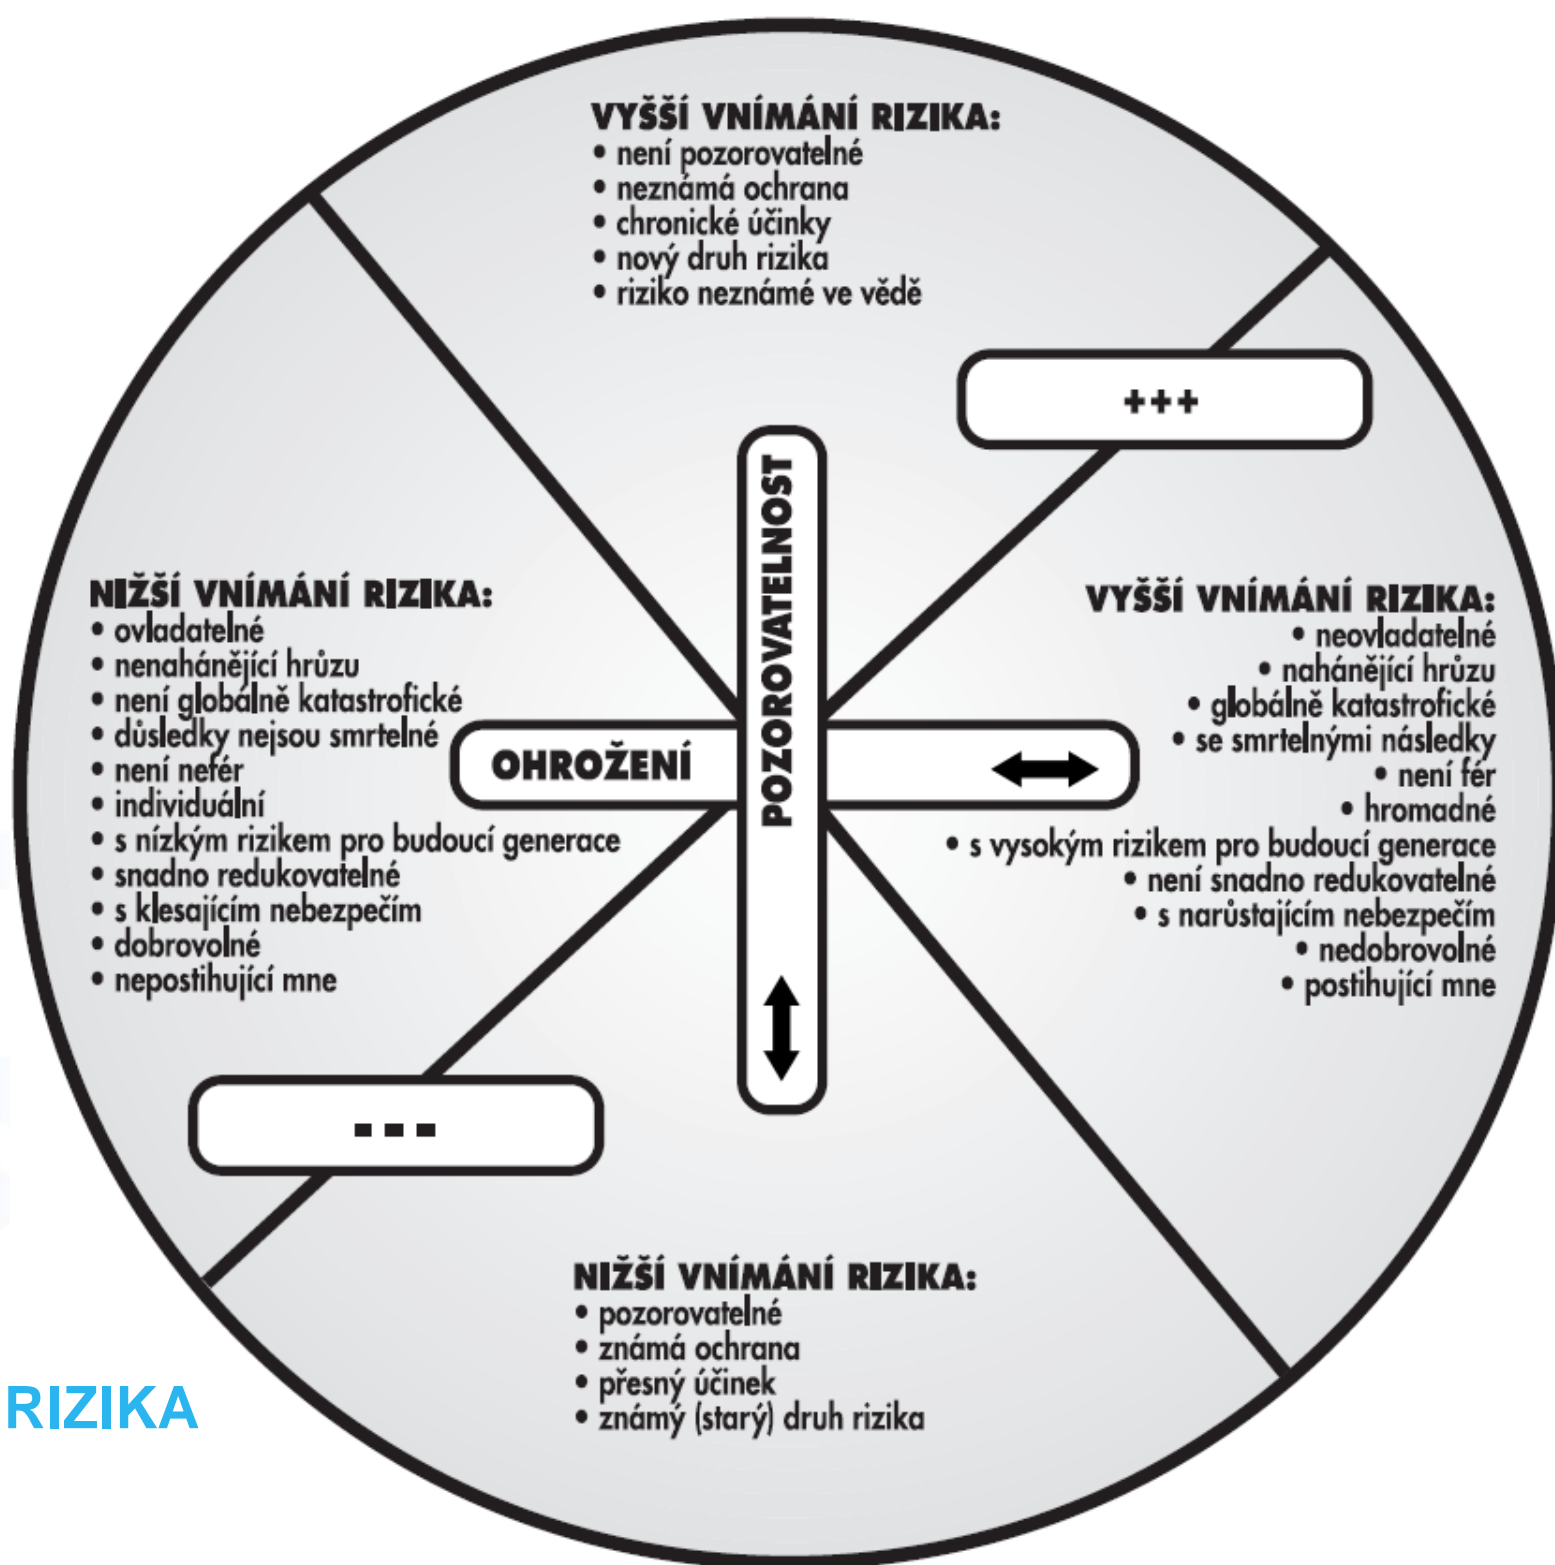 VYŠŠÍ VNÍMÁNÍ RIZIKA:
• není pozorovatelné
• neznámá ochrana
• chronické účinky
• nový druh rizika
• riziko neznámé ve vědě
+++
POZOROVATELNOST
OHROŽENÍ
NIŽŠÍ VNÍMÁNÍ RIZIKA:
• ovladatelné
• nenahánějící hrůzu
• není globálně katastrofické
• důsledky nejsou smrtelné
• není nefér
• individuální
• s nízkým rizikem pro budoucí generace
• snadno redukovatelné
• s klesajícím nebezpečím
• dobrovolné
• nepostihující mne
VYŠŠÍ VNÍMÁNÍ RIZIKA:
• neovladatelné
• nahánějící hrůzu
• globálně katastrofické
• se smrtelnými následky
• není fér
• hromadné
• s vysokým rizikem pro budoucí generace
• není snadno redukovatelné
• s narůstajícím nebezpečím
• nedobrovolné
• postihující mne
---
NIŽŠÍ VNÍMÁNÍ RIZIKA:
• pozorovatelné
• známá ochrana
• přesný účinek
• známý (starý) druh rizika
RIZIKA